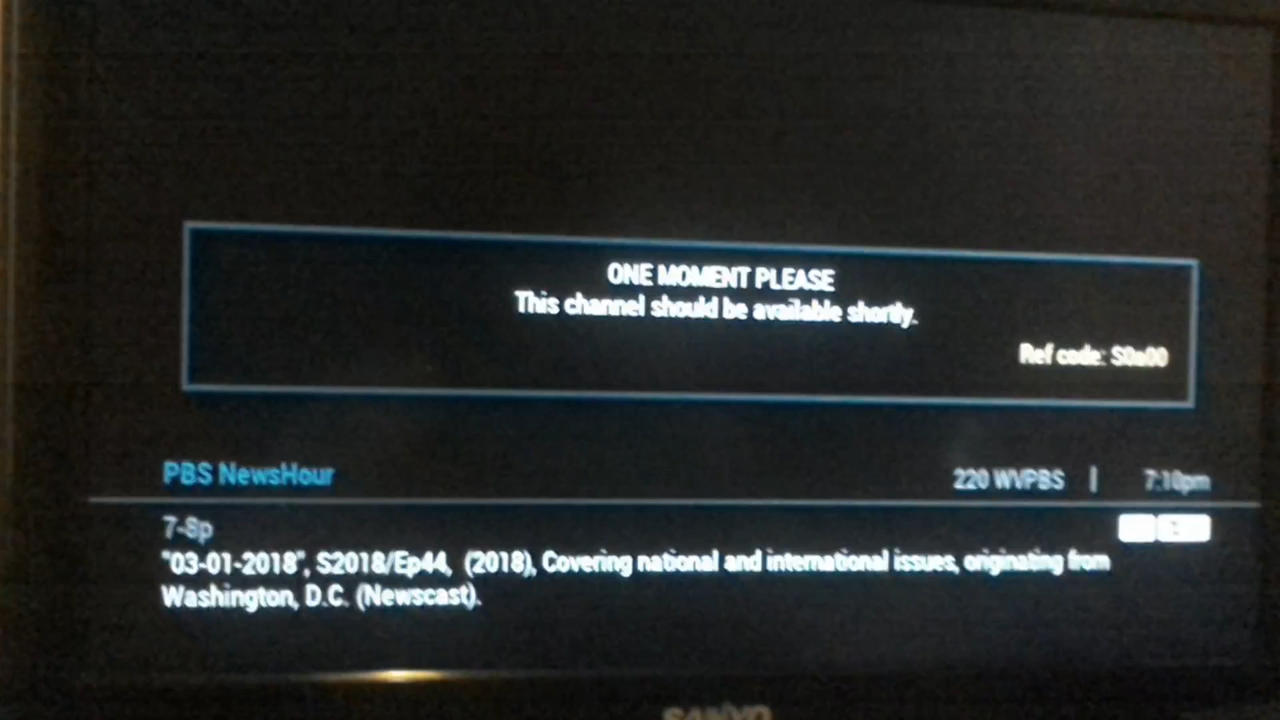 ONE MOMENT PLEASE
This channel should be available shortly.
Ref code: S0a00
PBS NewsHour
220 WVPBS | 7:10pm
7-8p
"03-01-2018", S2018/Ep44, (2018), Covering national and international issues, originating from
Washington, D.C. (Newscast).
SANYO